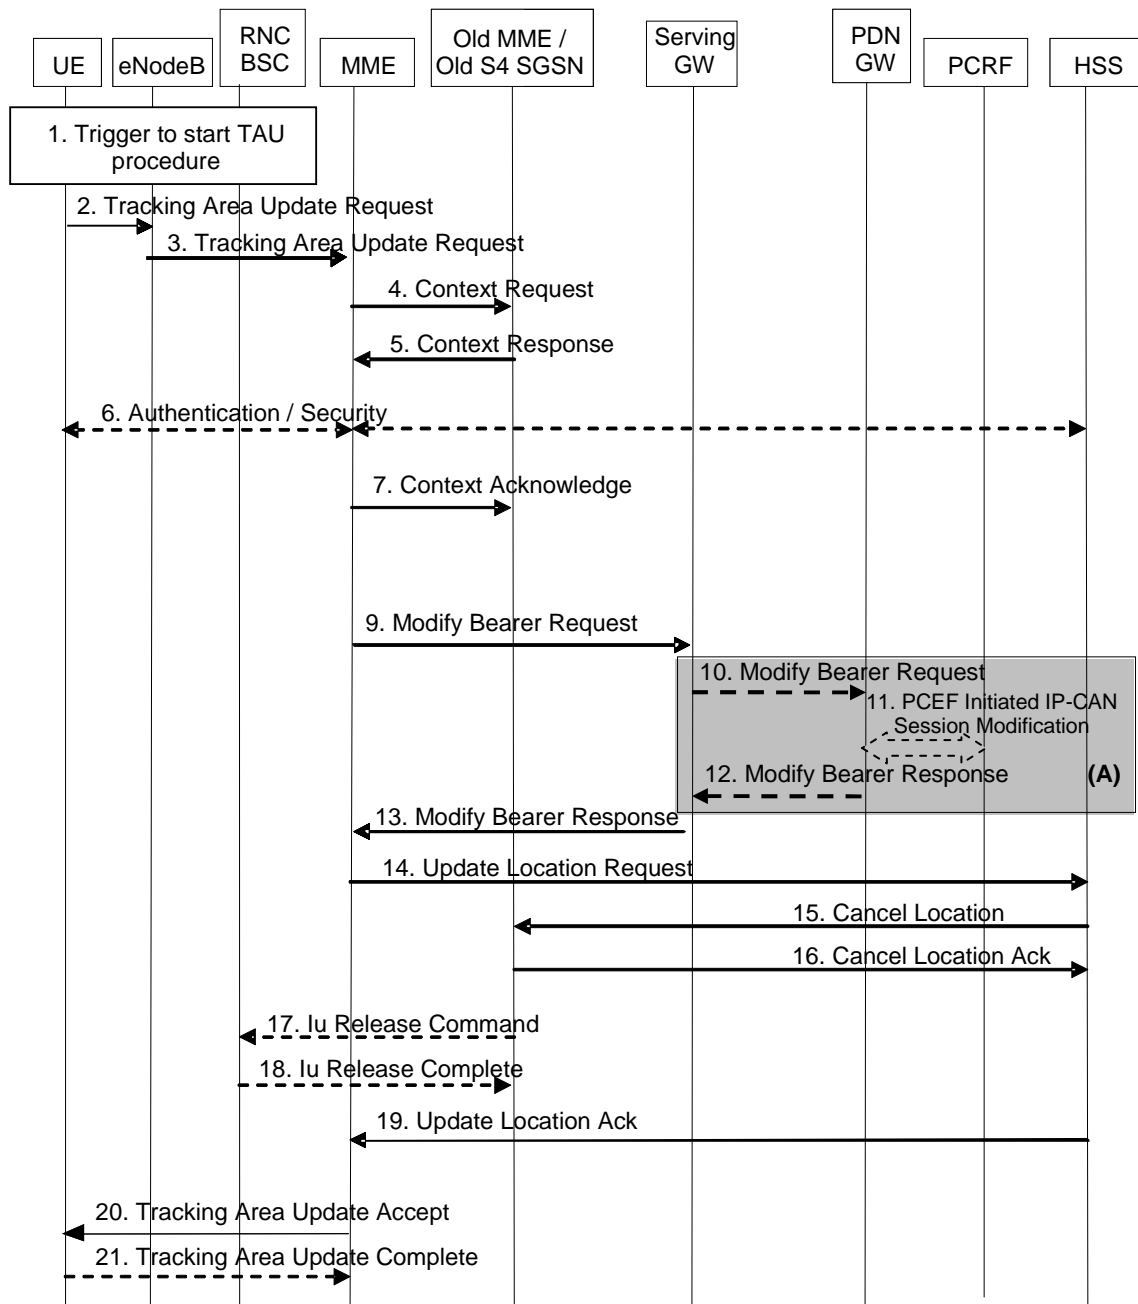 UE
eNodeB
RNC
BSC
MME
Old MME /
Old S4 SGSN
Serving
GW
PDN
GW
PCRF
HSS
1. Trigger to start TAU
procedure
2. Tracking Area Update Request
3. Tracking Area Update Request
4. Context Request
5. Context Response
6. Authentication / Security
7. Context Acknowledge
9. Modify Bearer Request
10. Modify Bearer Request
11. PCEF Initiated IP-CAN
Session Modification
12. Modify Bearer Response
(A)
13. Modify Bearer Response
14. Update Location Request
15. Cancel Location
16. Cancel Location Ack
17. Iu Release Command
18. Iu Release Complete
19. Update Location Ack
20. Tracking Area Update Accept
21. Tracking Area Update Complete